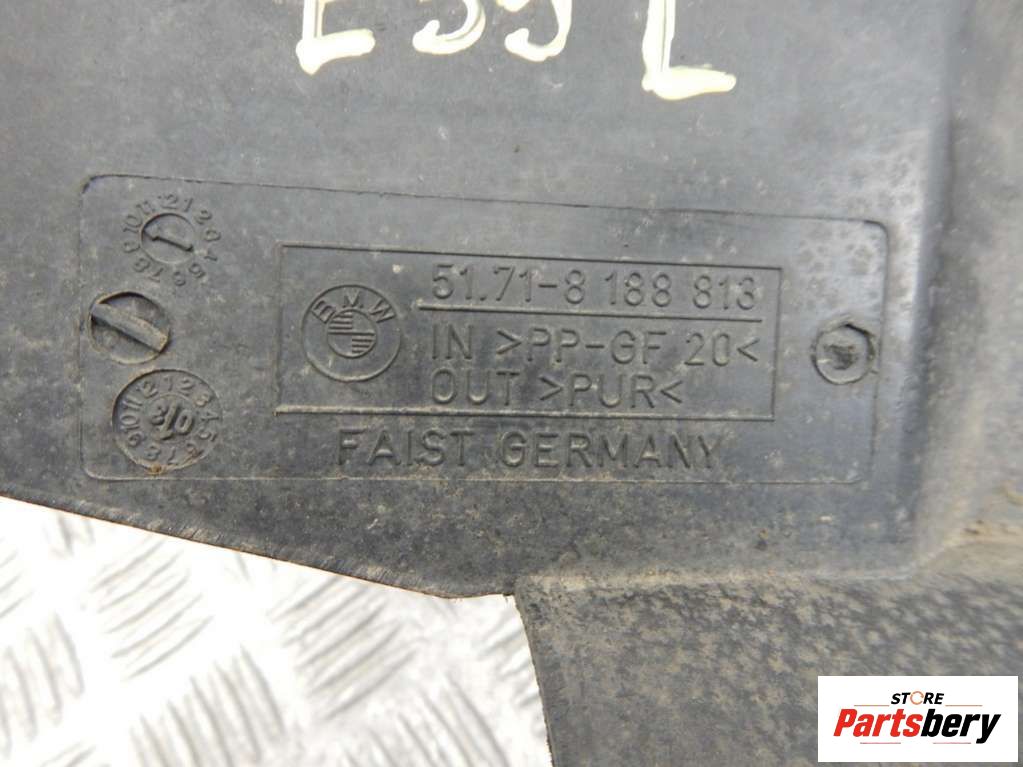 E39 L
51.71-8 188 813
BMW
IN >PP-GF 20<
OUT >PUR<
FAIST GERMANY
STORE
Partsbery